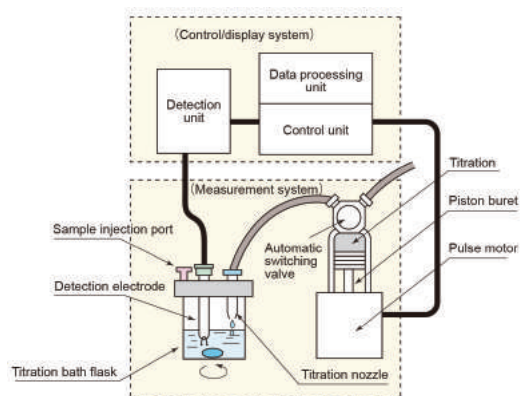 (Control/display system)
Data processing
unit
Detection
unit
Control unit
Titration
(Measurement system)
Piston buret
Sample injection port
Automatic
switching
valve
Pulse motor
Detection electrode
Titration bath flask
Titration nozzle